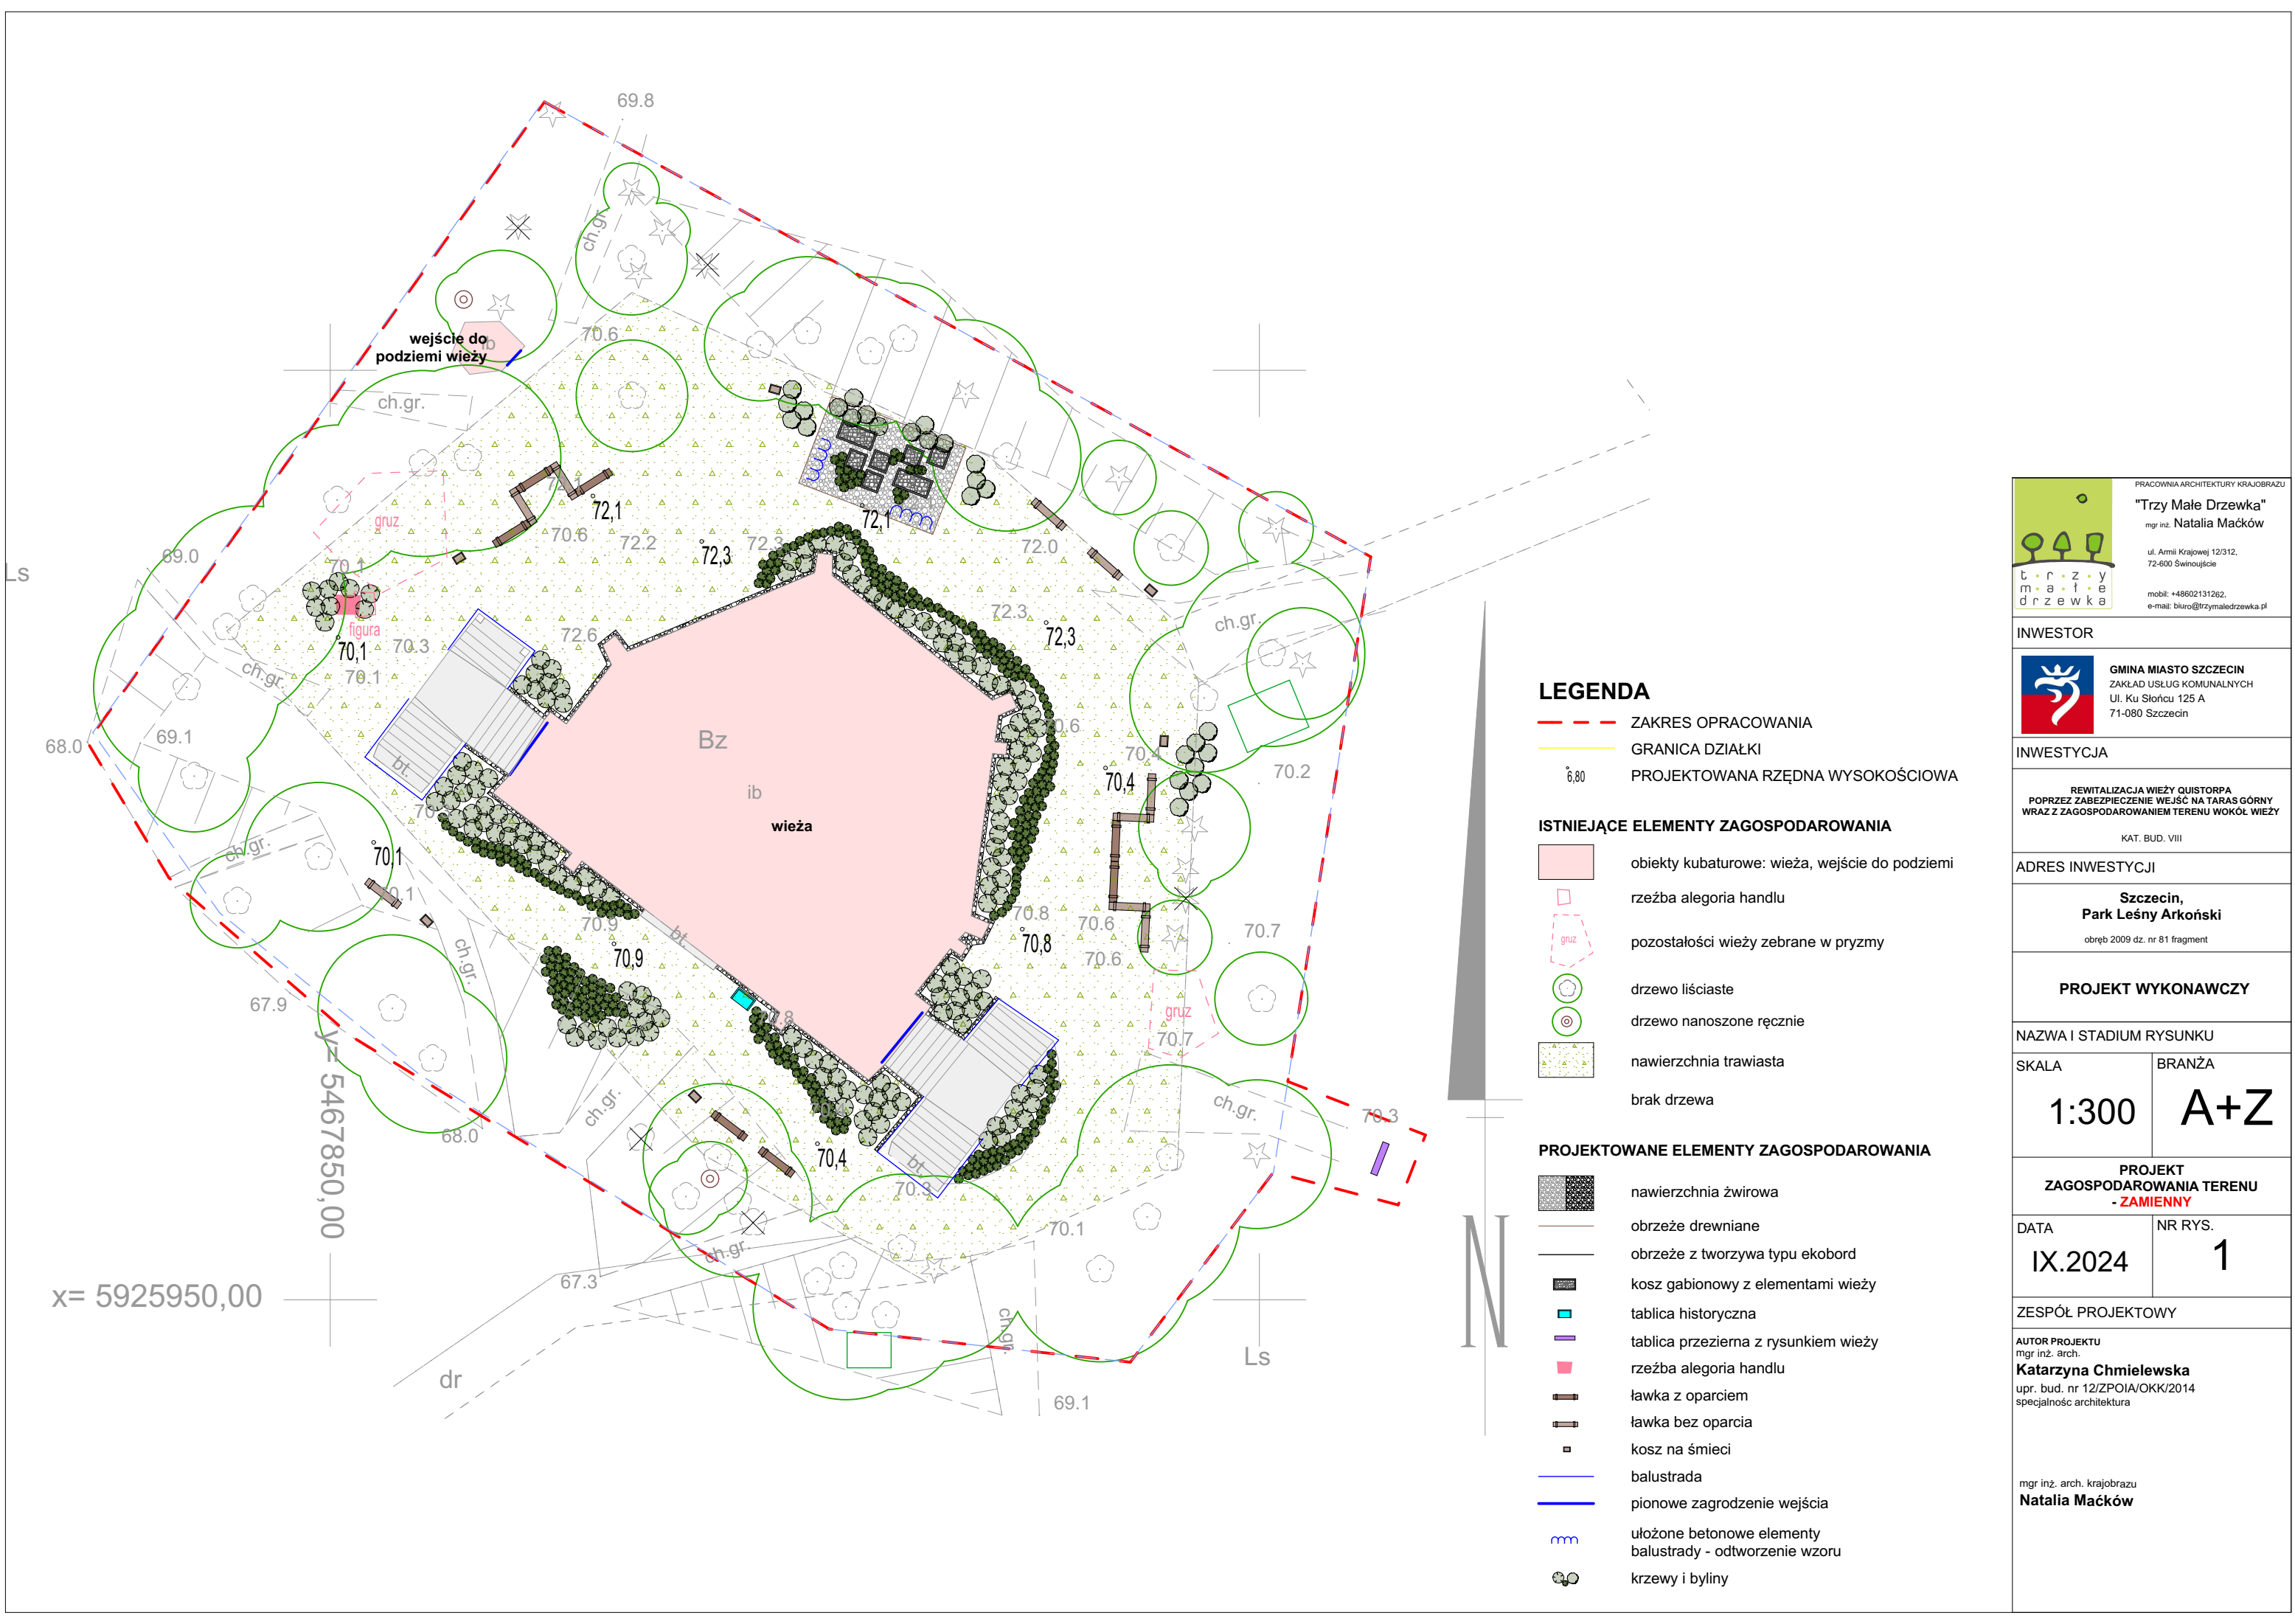 69.8
ch.gr.
70.6
wejście do
podziemi wieży
ib
ch.gr.
gruz
72,1
70.6
72.2
72,3
72.3
72,1
72.0
69.0
Ls
70.1
figura
70,1
70.3
70.1
72.6
72.3
72,3
ch.gr.
ch.gr.
68.0
69.1
bt.
Bz
ib
wieża
70.6
70.4
70,4
70.2
ch.gr.
70,1
70.1
70.9
70,9
bt.
70.8
70,8
70.6
70.6
70.7
ch.gr.
67.9
gruz
70.7
y= 5467850,00
68.0
ch.gr.
70,4
bt.
70.3
ch.gr.
70.3
70.1
ch.gr.
67.3
x= 5925950,00
ch.gr.
dr
69.1
Ls
N
LEGENDA
ZAKRES OPRACOWANIA
GRANICA DZIAŁKI
6,80
PROJEKTOWANA RZĘDNA WYSOKOŚCIOWA
ISTNIEJĄCE ELEMENTY ZAGOSPODAROWANIA
obiekty kubaturowe: wieża, wejście do podziemi
rzeźba alegoria handlu
gruz
pozostałości wieży zebrane w pryzmy
drzewo liściaste
drzewo nanoszone ręcznie
nawierzchnia trawiasta
brak drzewa
PROJEKTOWANE ELEMENTY ZAGOSPODAROWANIA
nawierzchnia żwirowa
obrzeże drewniane
obrzeże z tworzywa typu ekobord
kosz gabionowy z elementami wieży
tablica historyczna
tablica przezierna z rysunkiem wieży
rzeźba alegoria handlu
ławka z oparciem
ławka bez oparcia
kosz na śmieci
balustrada
pionowe zagrodzenie wejścia
ułożone betonowe elementy
balustrady - odtworzenie wzoru
krzewy i byliny
PRACOWNIA ARCHITEKTURY KRAJOBRAZU
"Trzy Małe Drzewka"
mgr inż. Natalia Maćków
ul. Armii Krajowej 12/312,
72-600 Świnoujście
mobil: +48602131262,
e-mail: biuro@trzymaledrzewka.pl
t·r·z·y
m·a·ł·e
drzewka
INWESTOR
GMINA MIASTO SZCZECIN
ZAKŁAD USŁUG KOMUNALNYCH
Ul. Ku Słońcu 125 A
71-080 Szczecin
INWESTYCJA
REWITALIZACJA WIEŻY QUISTORPA
POPRZEZ ZABEZPIECZENIE WEJŚĆ NA TARAS GÓRNY
WRAZ Z ZAGOSPODAROWANIEM TERENU WOKÓŁ WIEŻY
KAT. BUD. VIII
ADRES INWESTYCJI
Szczecin,
Park Leśny Arkoński
obręb 2009 dz. nr 81 fragment
PROJEKT WYKONAWCZY
NAZWA I STADIUM RYSUNKU
SKALA
1:300
BRANŻA
A+Z
PROJEKT
ZAGOSPODAROWANIA TERENU
- ZAMIENNY
DATA
IX.2024
NR RYS.
1
ZESPÓŁ PROJEKTOWY
AUTOR PROJEKTU
mgr inż. arch.
Katarzyna Chmielewska
upr. bud. nr 12/ZPOIA/OKK/2014
specjalnośc architektura
mgr inż. arch. krajobrazu
Natalia Maćków